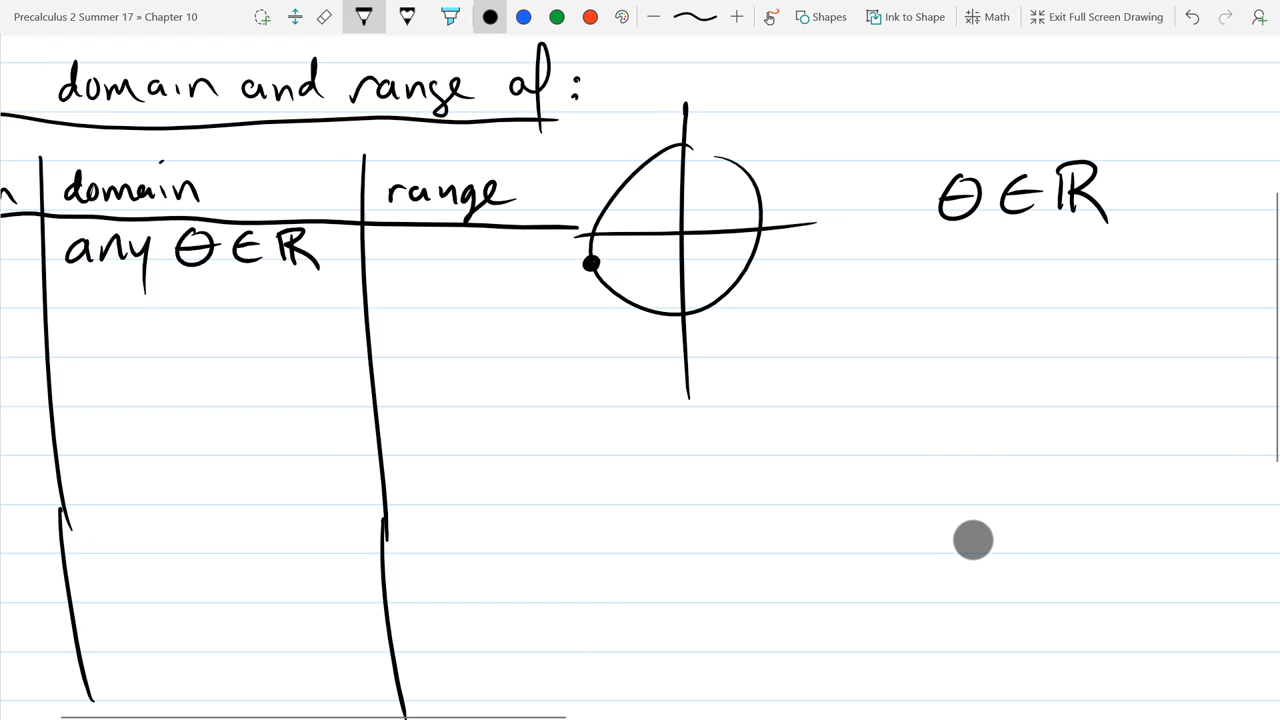 Precalculus 2 Summer 17 » Chapter 10
Shapes
Ink to Shape
Math
Exit Full Screen Drawing
domain and range of:
n domain range
any θ ∈ ℝ
θ ∈ ℝ